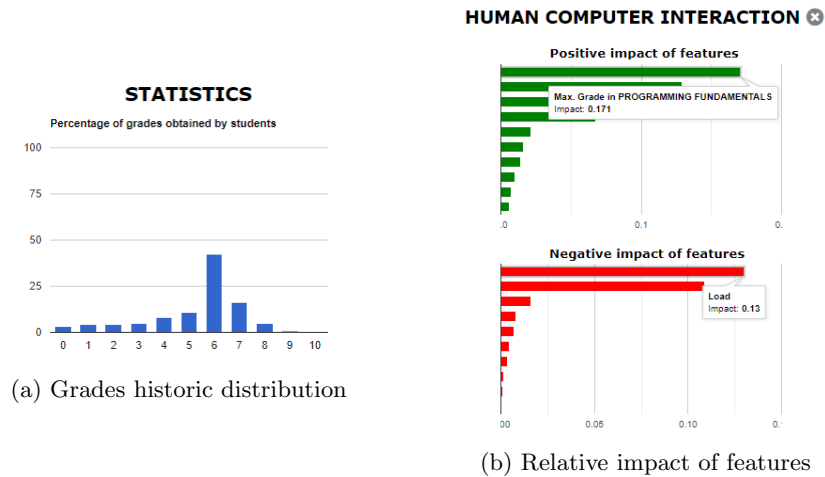 STATISTICS
Percentage of grades obtained by students
100
75
50
25
0
0 1 2 3 4 5 6 7 8 9 10
(a) Grades historic distribution
HUMAN COMPUTER INTERACTION
Positive impact of features
Max. Grade in PROGRAMMING FUNDAMENTALS
Impact: 0.171
.0 0.1 0.
Negative impact of features
Load
Impact: 0.13
00 0.05 0.10 0.
(b) Relative impact of features